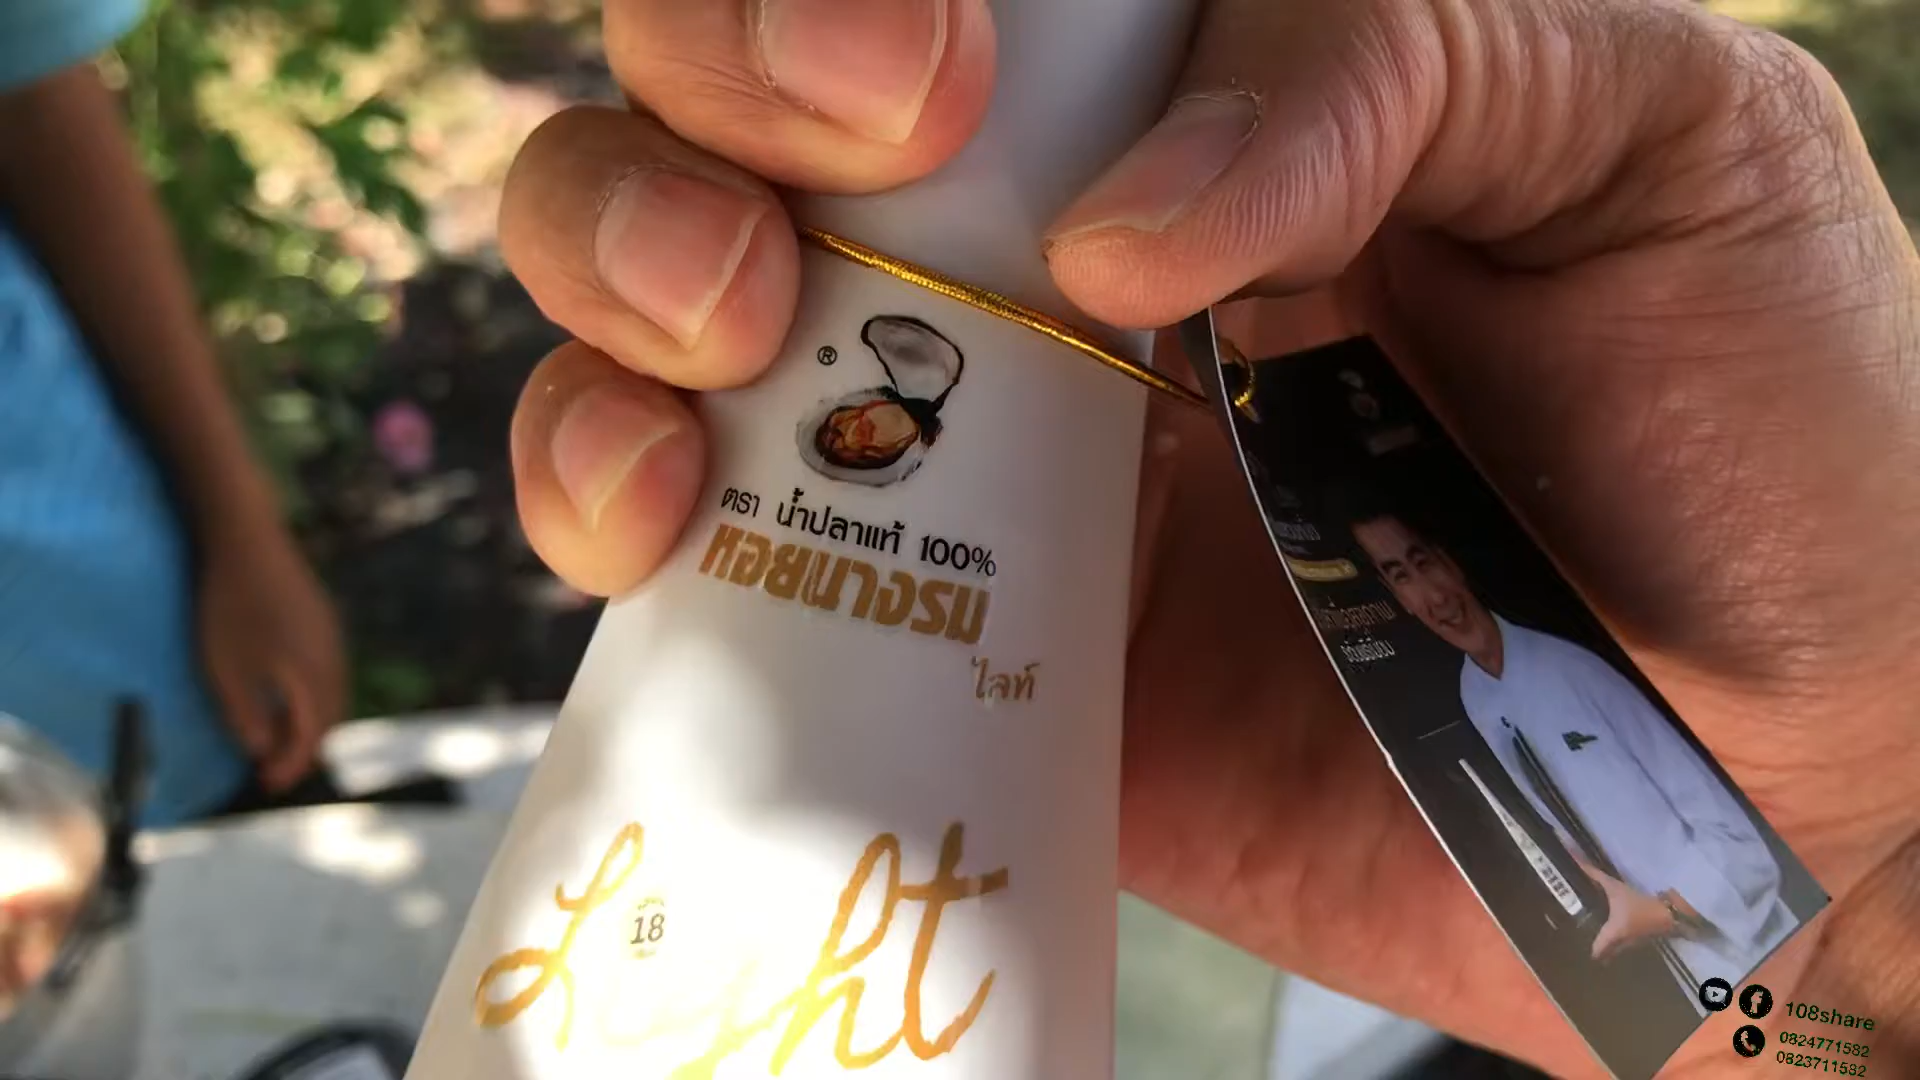 ®
ตรา น้ำปลาแท้ 100%
หอยนางรม
ไลท์
Light
18
108share
0824771582
0823711582